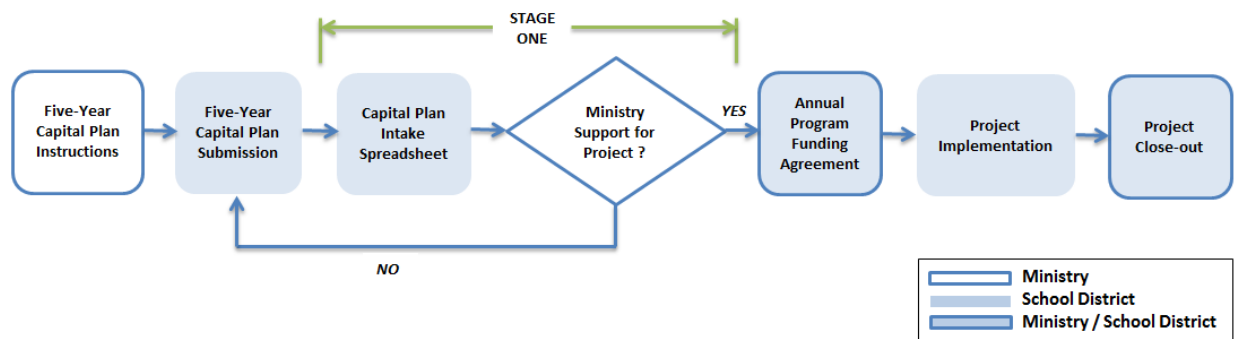 STAGE
ONE
Five-Year
Capital Plan
Instructions
Five-Year
Capital Plan
Submission
Capital Plan
Intake
Spreadsheet
Ministry
Support for
Project ?
YES
Annual
Program
Funding
Agreement
Project
Implementation
Project
Close-out
NO
Ministry
School District
Ministry / School District